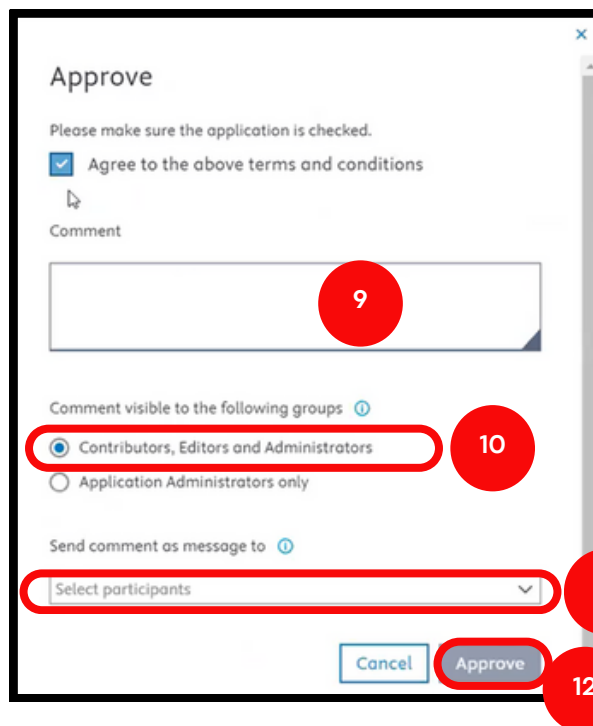 ×
Approve
Please make sure the application is checked.
Agree to the above terms and conditions
Comment
9
Comment visible to the following groups
Contributors, Editors and Administrators
10
Application Administrators only
Send comment as message to
Select participants
Cancel
Approve
12